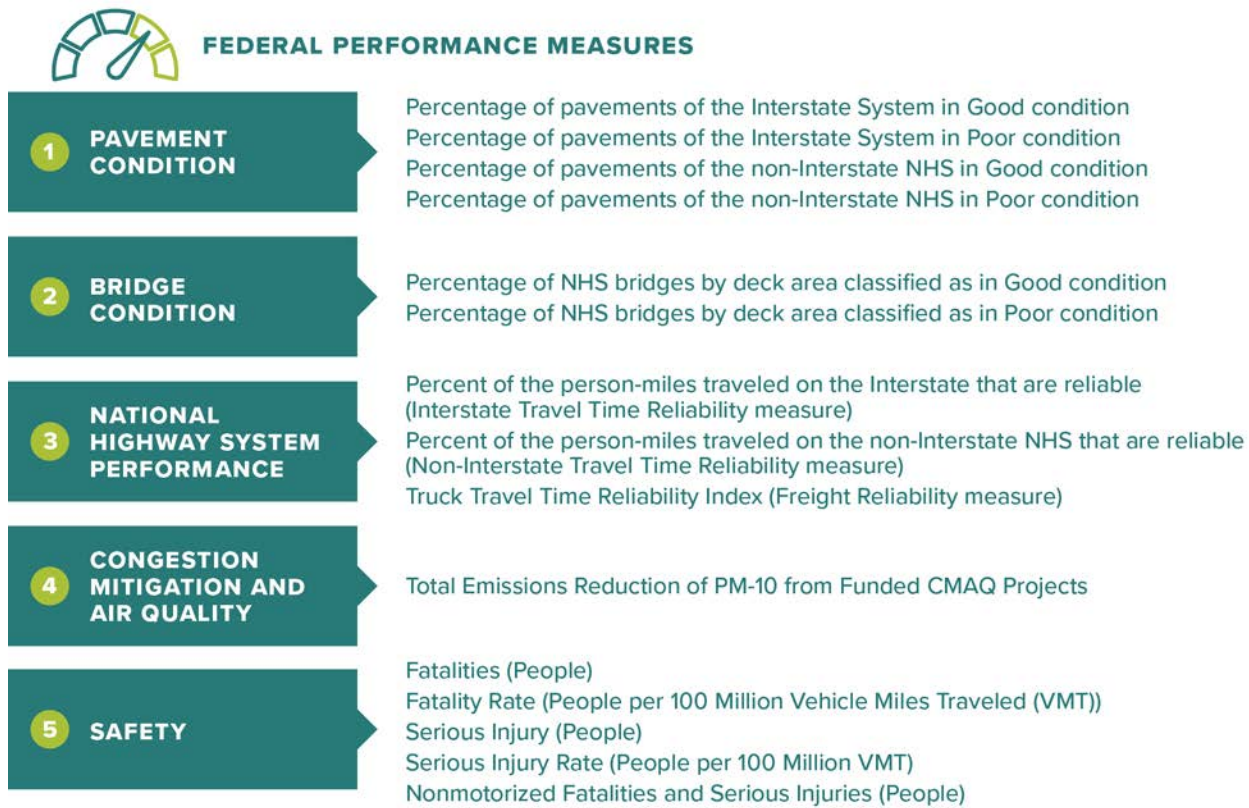 FEDERAL PERFORMANCE MEASURES
1
PAVEMENT
CONDITION
Percentage of pavements of the Interstate System in Good condition
Percentage of pavements of the Interstate System in Poor condition
Percentage of pavements of the non-Interstate NHS in Good condition
Percentage of pavements of the non-Interstate NHS in Poor condition
2
BRIDGE
CONDITION
Percentage of NHS bridges by deck area classified as in Good condition
Percentage of NHS bridges by deck area classified as in Poor condition
3
NATIONAL
HIGHWAY SYSTEM
PERFORMANCE
Percent of the person-miles traveled on the Interstate that are reliable
(Interstate Travel Time Reliability measure)
Percent of the person-miles traveled on the non-Interstate NHS that are reliable
(Non-Interstate Travel Time Reliability measure)
Truck Travel Time Reliability Index (Freight Reliability measure)
4
CONGESTION
MITIGATION AND
AIR QUALITY
Total Emissions Reduction of PM-10 from Funded CMAQ Projects
5
SAFETY
Fatalities (People)
Fatality Rate (People per 100 Million Vehicle Miles Traveled (VMT))
Serious Injury (People)
Serious Injury Rate (People per 100 Million VMT)
Nonmotorized Fatalities and Serious Injuries (People)